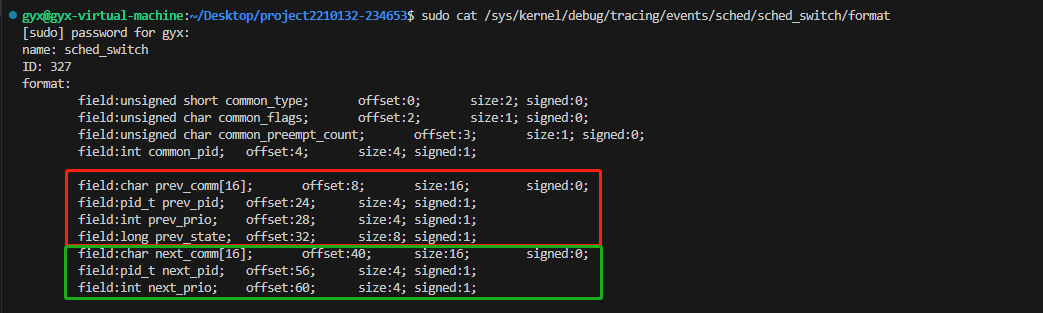 gyx@gyx-virtual-machine:~/Desktop/project2210132-234653$ sudo cat /sys/kernel/debug/tracing/events/sched/sched_switch/format
[sudo] password for gyx:
name: sched_switch
ID: 327
format:
field:unsigned short common_type; offset:0; size:2; signed:0;
field:unsigned char common_flags; offset:2; size:1; signed:0;
field:unsigned char common_preempt_count; offset:3; size:1; signed:0;
field:int common_pid; offset:4; size:4; signed:1;
field:char prev_comm[16]; offset:8; size:16; signed:0;
field:pid_t prev_pid; offset:24; size:4; signed:1;
field:int prev_prio; offset:28; size:4; signed:1;
field:long prev_state; offset:32; size:8; signed:1;
field:char next_comm[16]; offset:40; size:16; signed:0;
field:pid_t next_pid; offset:56; size:4; signed:1;
field:int next_prio; offset:60; size:4; signed:1;